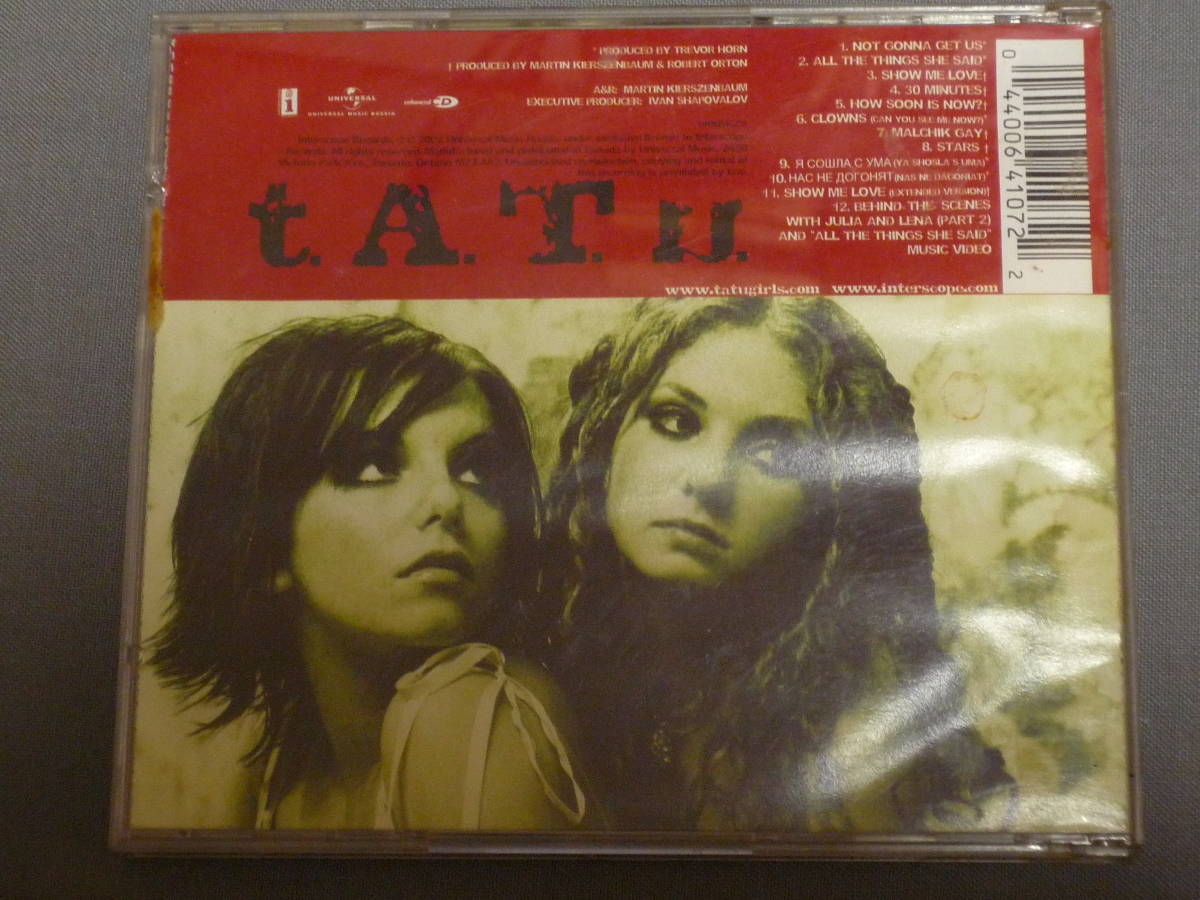 * PRODUCED BY TREVOR HORN
† PRODUCED BY MARTIN KIERSZENBAUM & ROBERT ORTON
A&R: MARTIN KIERSZENBAUM
EXECUTIVE PRODUCER: IVAN SHAPOVALOV
i
UNIVERSAL
UNIVERSAL MUSIC RUSSIA
enhanced CD
t.A.T.u.
1. NOT GONNA GET US*
2. ALL THE THINGS SHE SAID*
3. SHOW ME LOVE†
4. 30 MINUTES†
5. HOW SOON IS NOW?†
6. CLOWNS (CAN YOU SEE ME NOW?)*
7. MALCHIK GAY†
8. STARS †
9. Я СОШЛА С УМА (YA SHOSLA S UMA)*
10. НАС НЕ ДОГОНЯТ (NAS NE DAGONIAT)*
11. SHOW ME LOVE (EXTENDED VERSION)†
12. BEHIND-THE-SCENES
WITH JULIA AND LENA (PART 2)
AND "ALL THE THINGS SHE SAID"
MUSIC VIDEO
www.tatugirls.com www.interscope.com
0 44006 41072 2